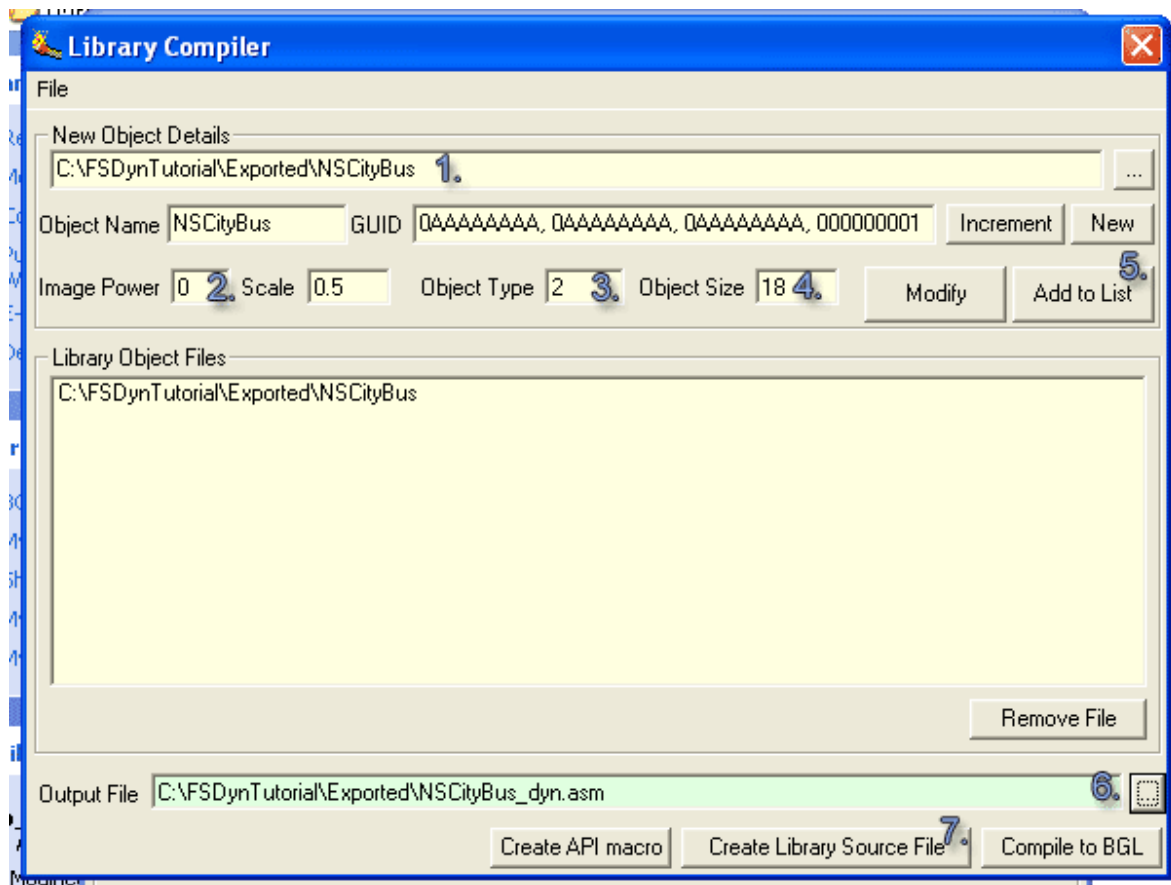 Library Compiler
File
New Object Details
C:\FSDynTutorial\Exported\NSCityBus 1. ...
Object Name NSCityBus GUID 0AAAAAAAA, 0AAAAAAAA, 0AAAAAAAA, 000000001 Increment New
Image Power 0 2. Scale 0.5 Object Type 2 3. Object Size 18 4. Modify Add to List 5.
Library Object Files
C:\FSDynTutorial\Exported\NSCityBus
Remove File
Output File C:\FSDynTutorial\Exported\NSCityBus_dyn.asm 6. ...
Create API macro Create Library Source File 7. Compile to BGL